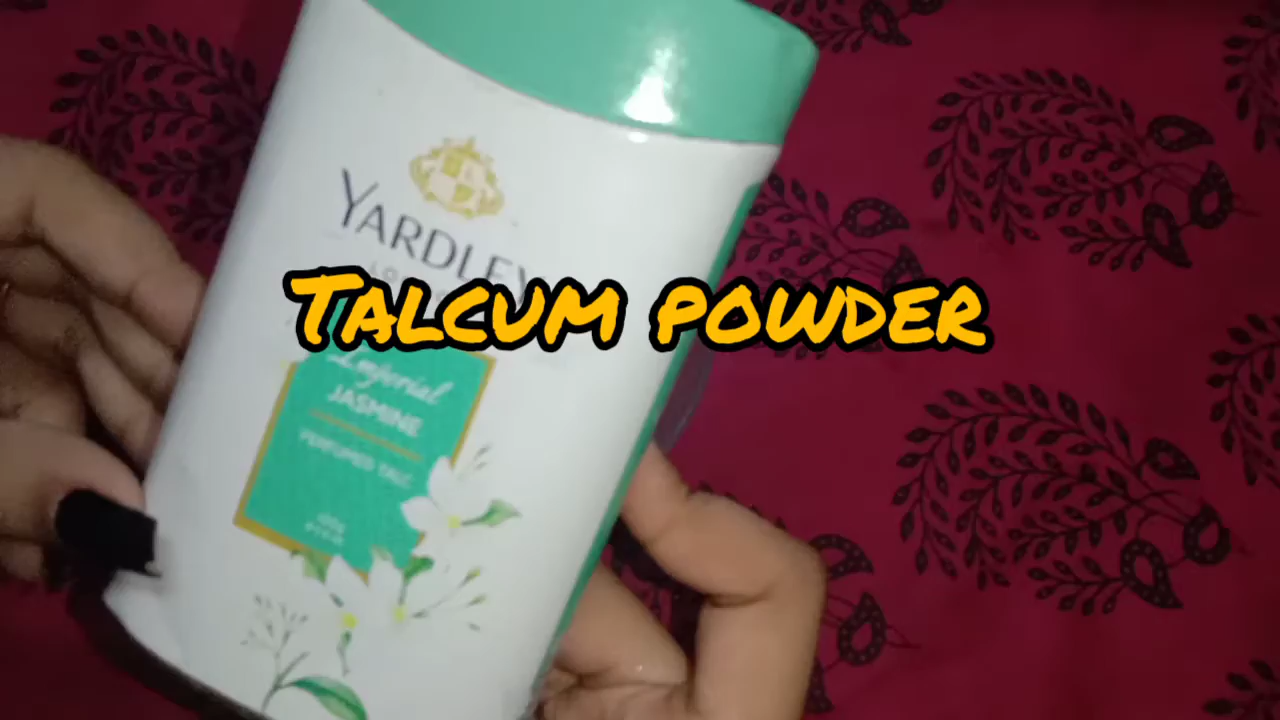 YARDLEY
TALCUM POWDER
Imperial
JASMINE
PERFUMED TALC